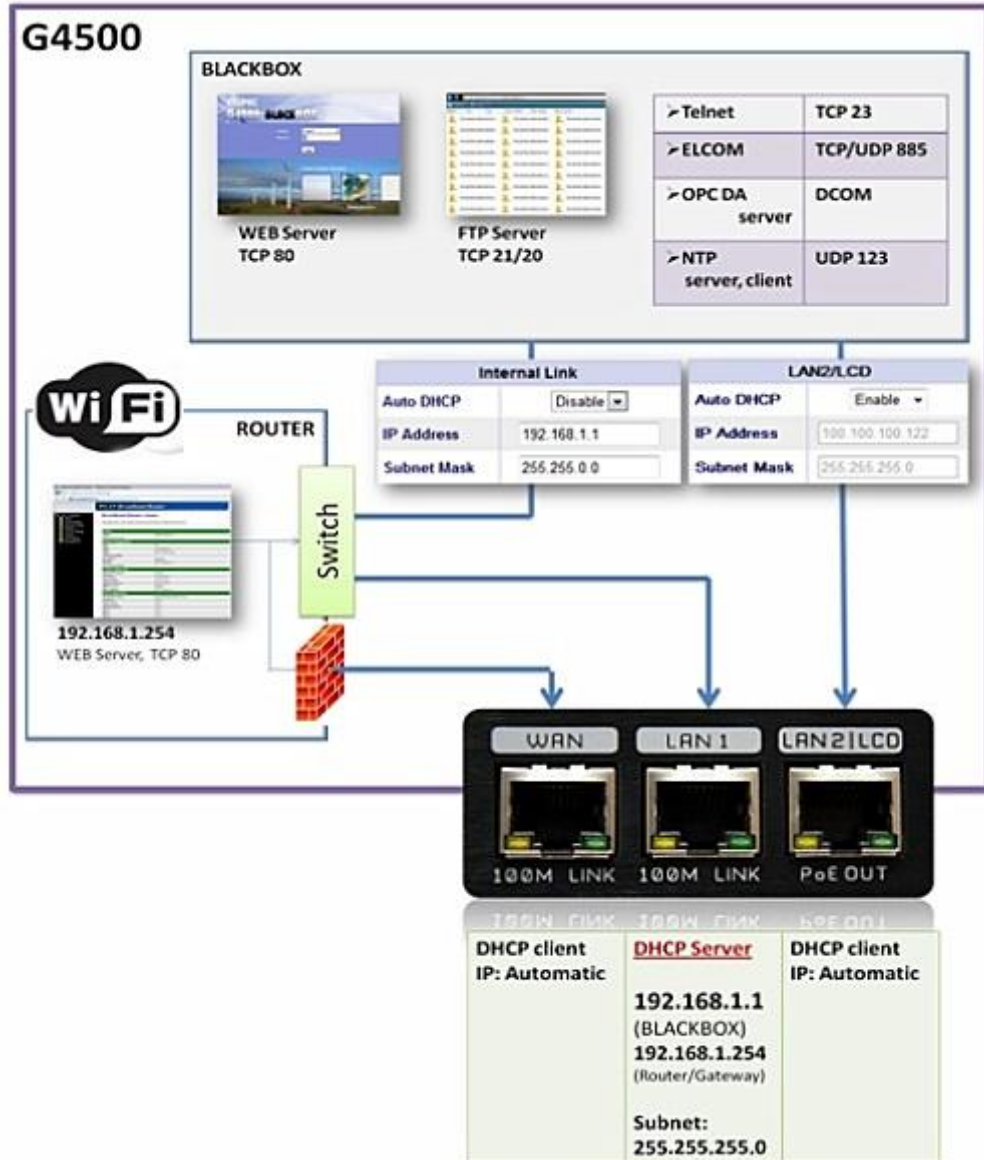 G4500
BLACKBOX
WEB Server
TCP 80
FTP Server
TCP 21/20
➢Telnet TCP 23
➢ELCOM TCP/UDP 885
➢OPC DA server DCOM
➢NTP server, client UDP 123
Internal Link
Auto DHCP Disable
IP Address 192.168.1.1
Subnet Mask 255.255.0.0
LAN2/LCD
Auto DHCP Enable
IP Address 100.100.100.122
Subnet Mask 255.255.255.0
Wi Fi
ROUTER
Switch
192.168.1.254
WEB Server, TCP 80
WAN LAN 1 LAN2|LCD
100M LINK 100M LINK PoE OUT
DHCP client
IP: Automatic
DHCP Server
192.168.1.1
(BLACKBOX)
192.168.1.254
(Router/Gateway)
Subnet:
255.255.255.0
DHCP client
IP: Automatic